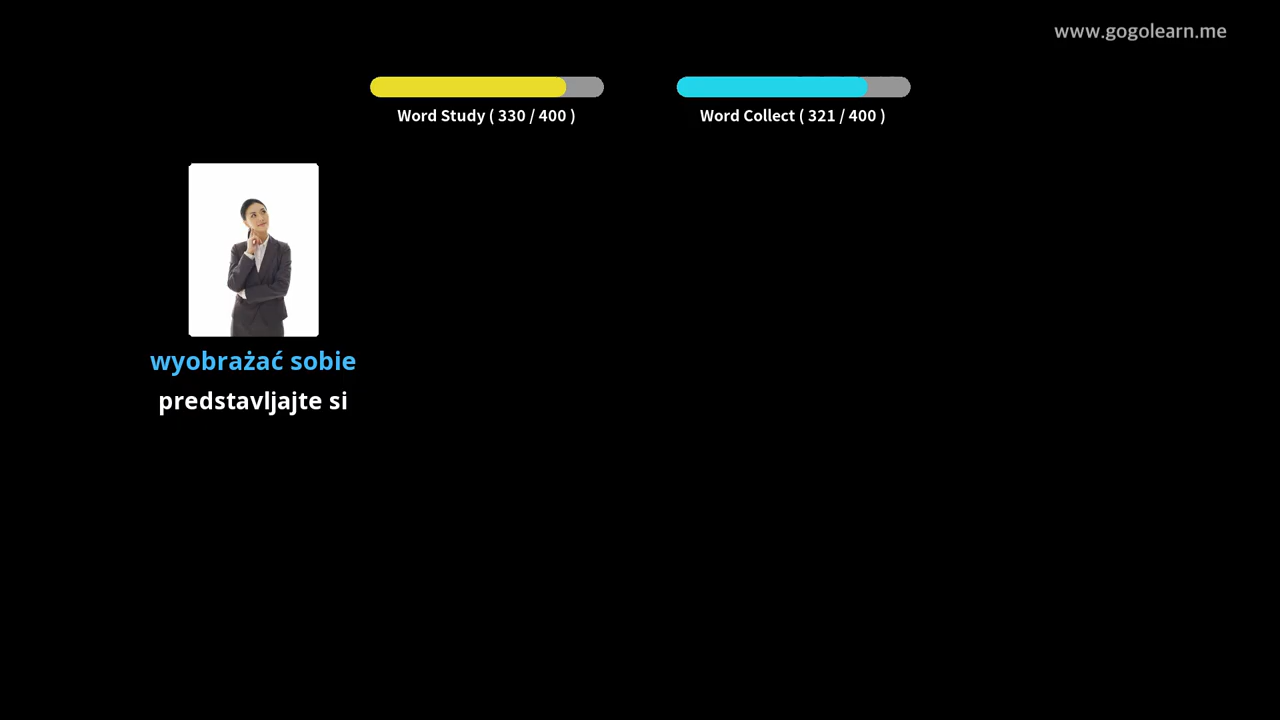 www.gogolearn.me
Word Study ( 330 / 400 )
Word Collect ( 321 / 400 )
wyobrażać sobie
predstavljajte si